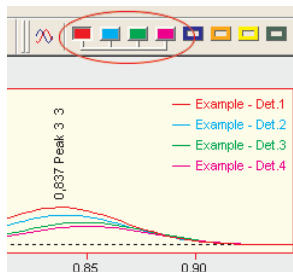 Example - Det.1
Example - Det.2
Example - Det.3
Example - Det.4
0,837 Peak 3 3
0.85 0.90